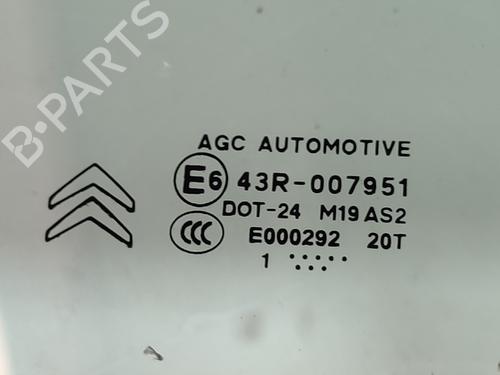 B-PARTS
AGC AUTOMOTIVE
E6 43R-007951
DOT-24 M19 AS2
CCC E000292 20T
1